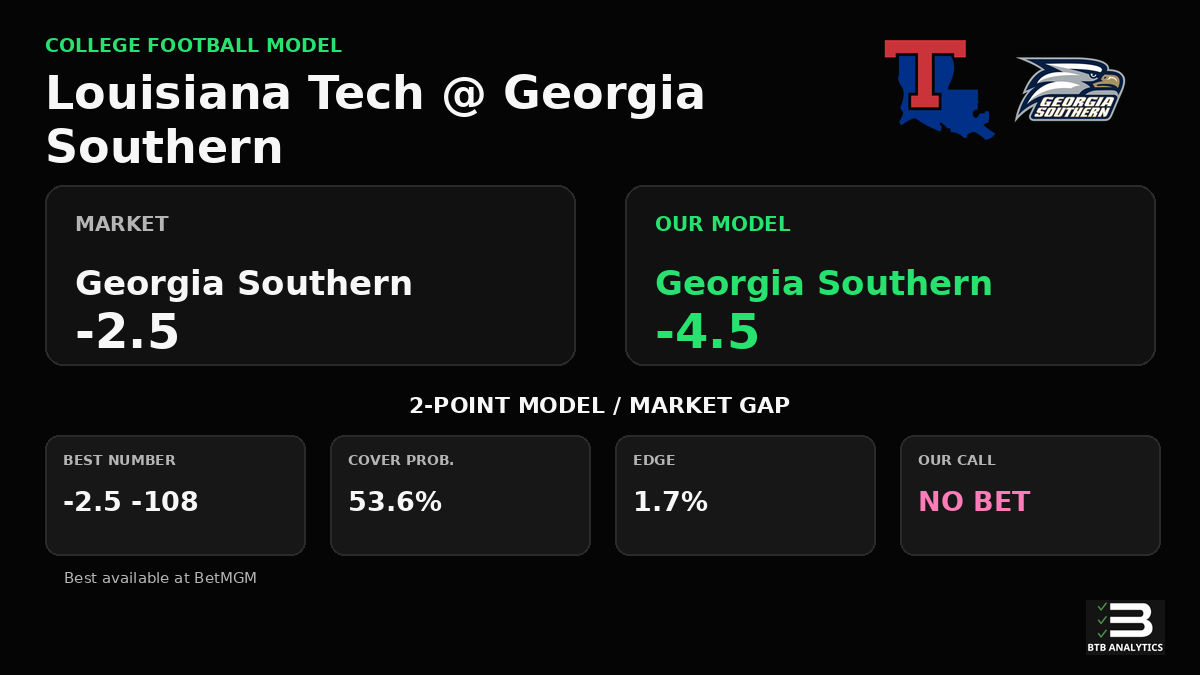 COLLEGE FOOTBALL MODEL
Louisiana Tech @ Georgia
Southern
T
GEORGIA
SOUTHERN
MARKET
Georgia Southern
-2.5
OUR MODEL
Georgia Southern
-4.5
2-POINT MODEL / MARKET GAP
BEST NUMBER
-2.5 -108
COVER PROB.
53.6%
EDGE
1.7%
OUR CALL
NO BET
Best available at BetMGM
B
BTB ANALYTICS